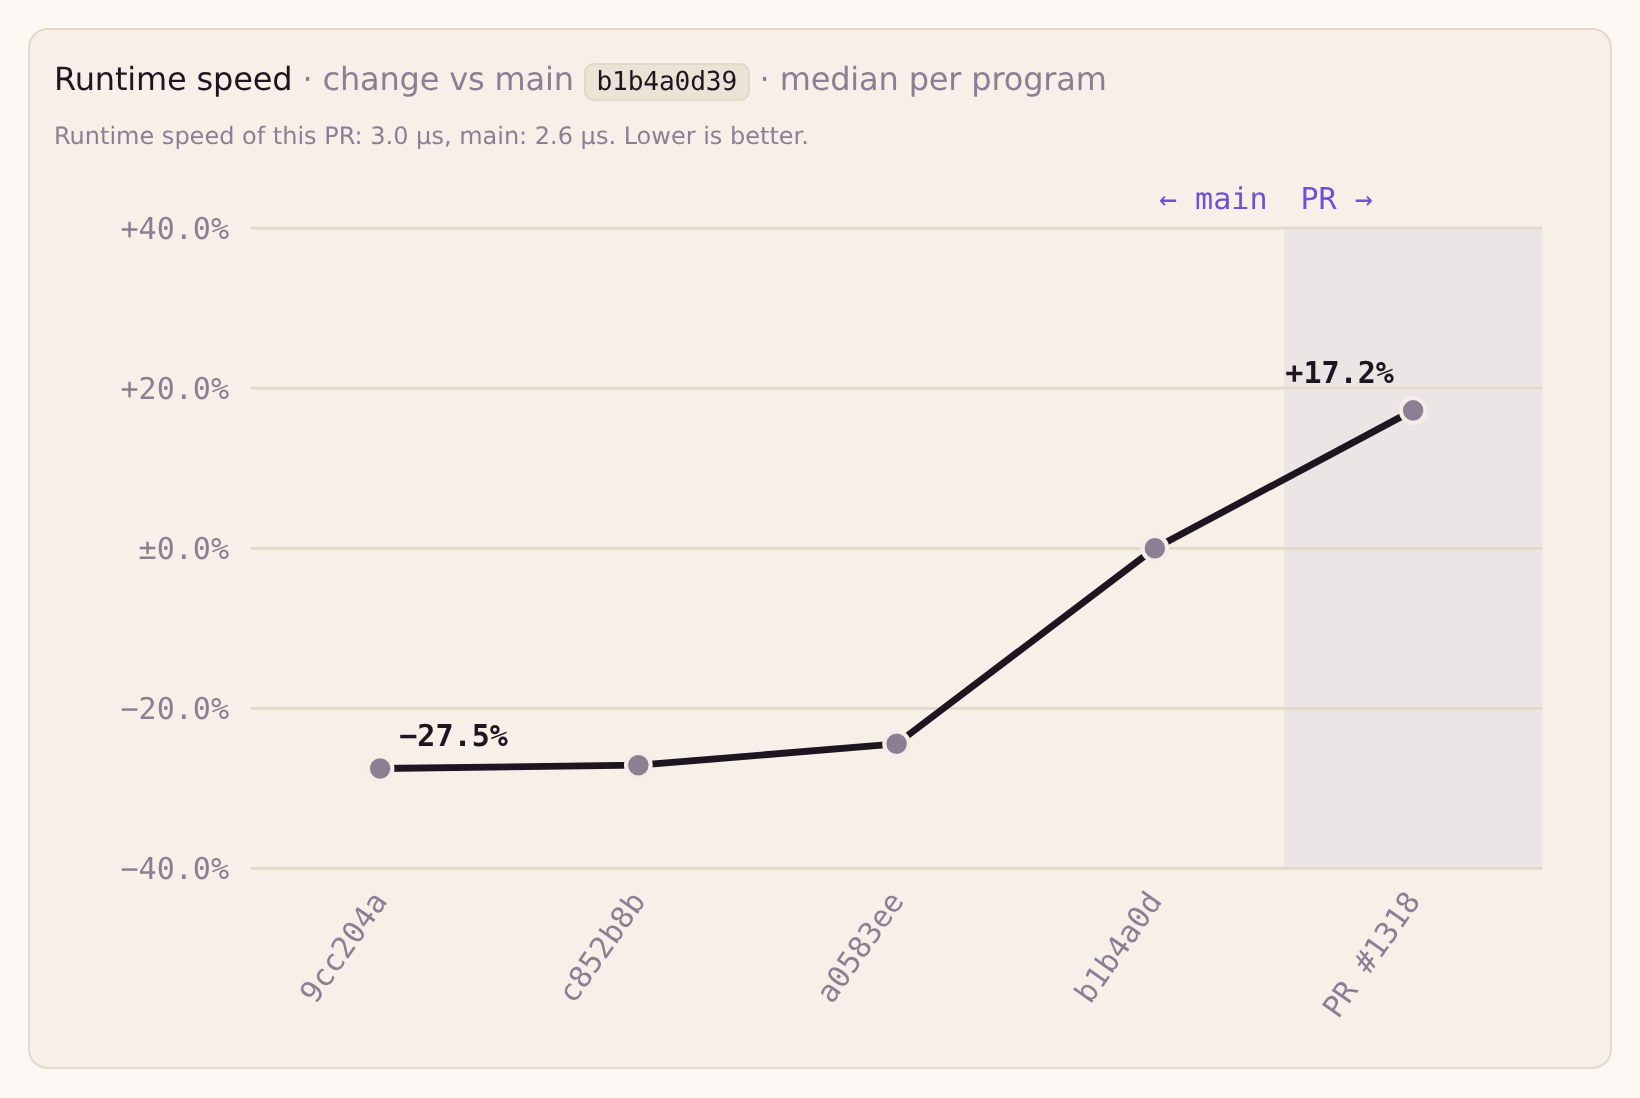 Runtime speed · change vs main b1b4a0d39 · median per program
Runtime speed of this PR: 3.0 µs, main: 2.6 µs. Lower is better.
← main PR →
+40.0%
+20.0%
±0.0%
−20.0%
−40.0%
+17.2%
−27.5%
9cc204a
c852b8b
a0583ee
b1b4a0d
PR #1318